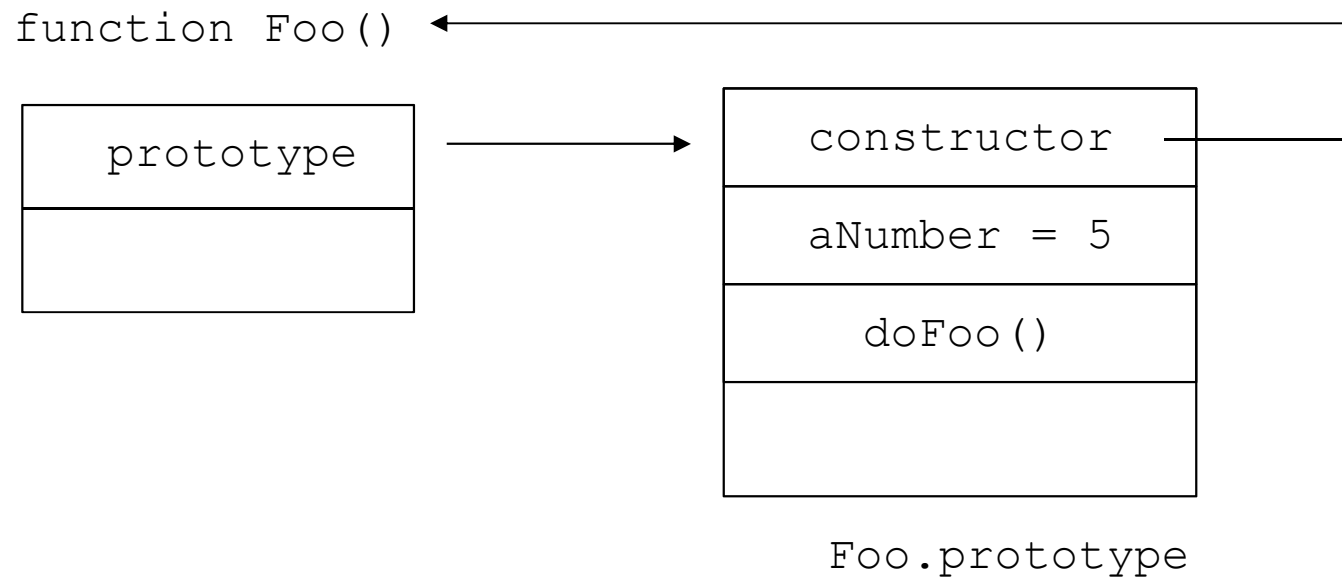 function Foo()
prototype
constructor
aNumber = 5
doFoo()
Foo.prototype